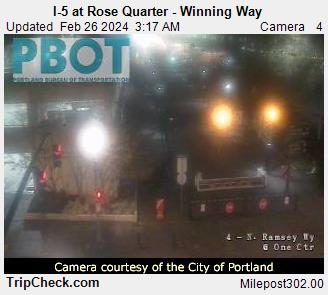 I-5 at Rose Quarter - Winning Way
Updated  Feb 26 2024  3:17 AM    Camera   4
PBOT
PORTLAND BUREAU OF TRANSPORTATION
4 - N. Ramsey Wy
@ One Ctr
Camera courtesy of the City of Portland
TripCheck.com    Milepost302.00